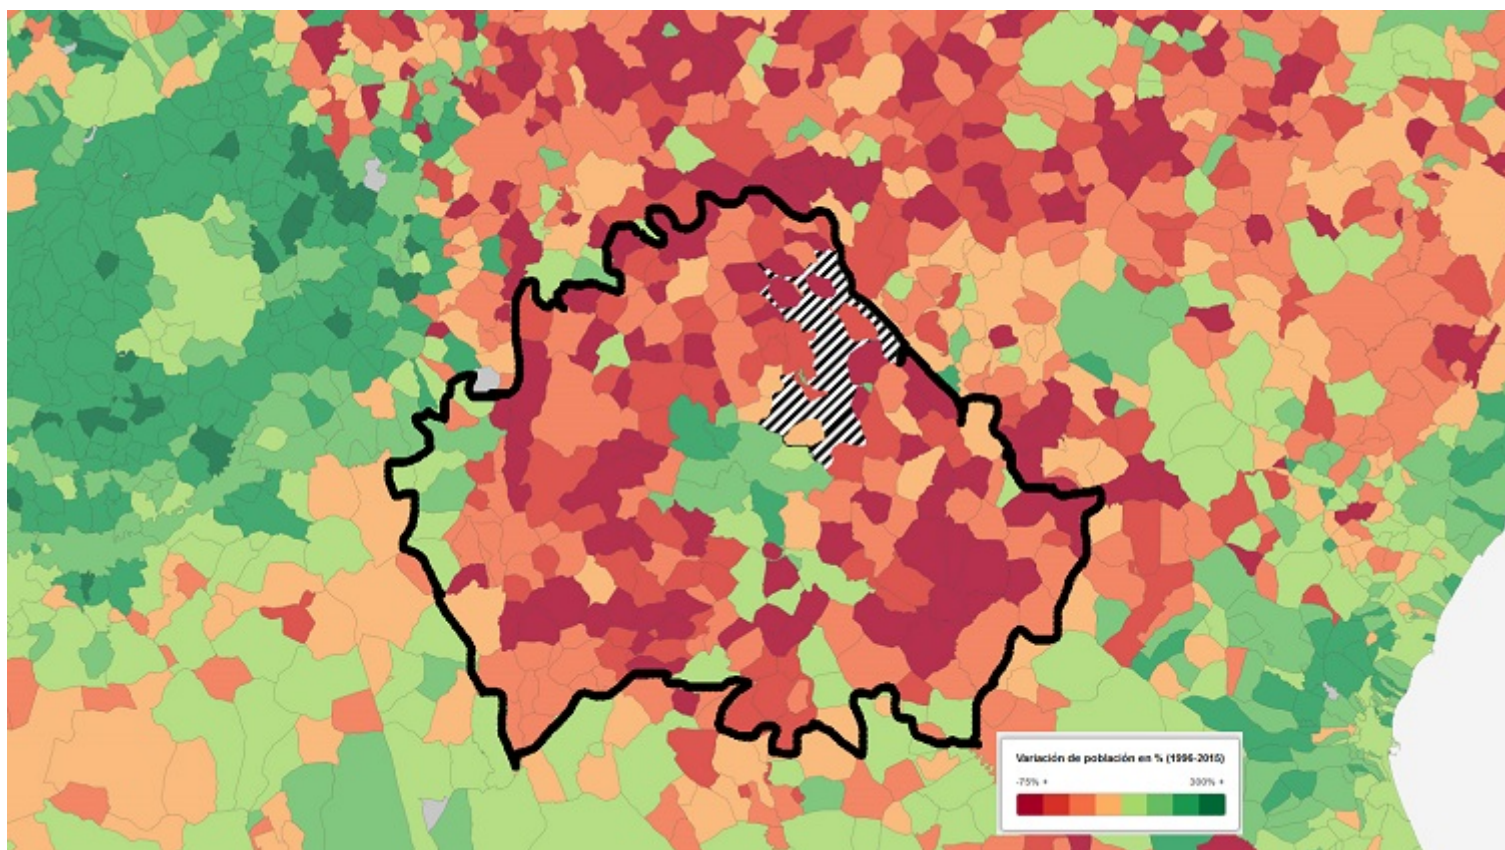 Variación de población en % (1996-2015)
-75% + 300% +